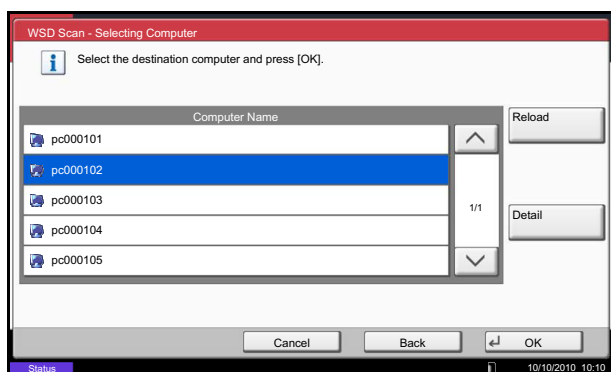 WSD Scan - Selecting Computer
Select the destination computer and press [OK].
Computer Name
Reload
pc000101
pc000102
pc000103
1/1
Detail
pc000104
pc000105
Cancel
Back
OK
Status
10/10/2010 10:10